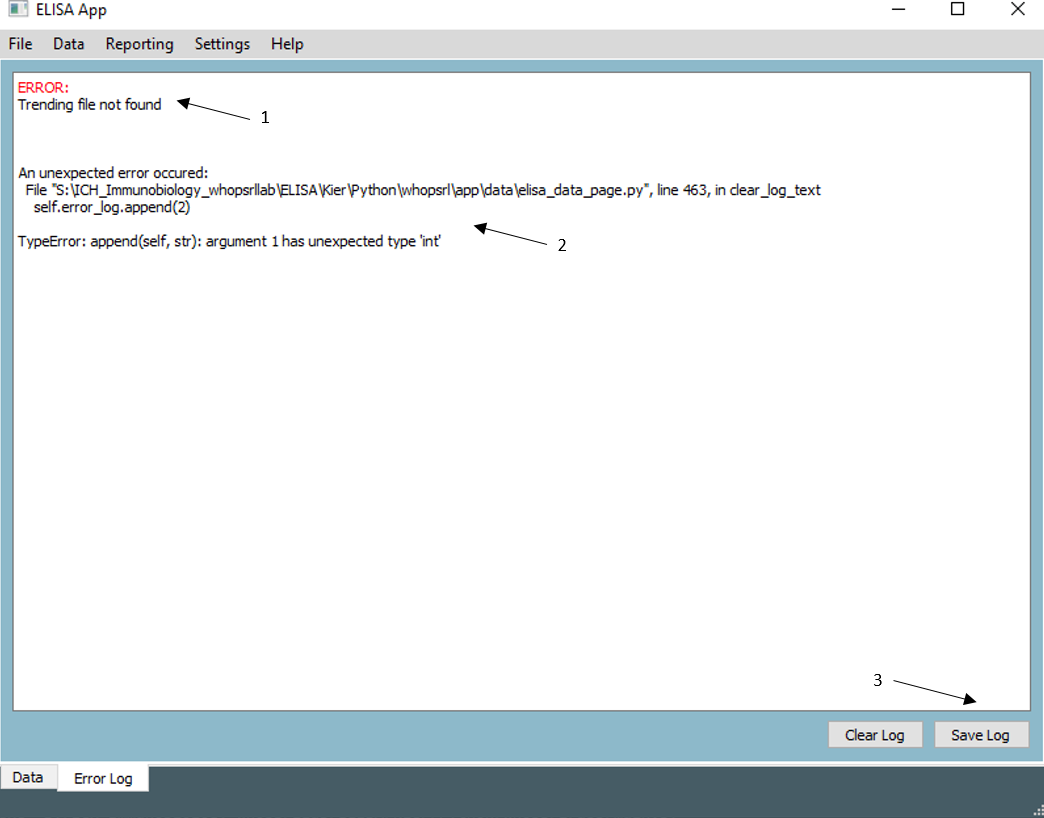 ELISA App
File Data Reporting Settings Help
ERROR:
Trending file not found
1
An unexpected error occured:
File "S:\ICH_Immunobiology_whopsrllab\ELISA\Kier\Python\whopsrl\app\data\elisa_data_page.py", line 463, in clear_log_text
self.error_log.append(2)
2
TypeError: append(self, str): argument 1 has unexpected type 'int'
3
Clear Log Save Log
Data Error Log